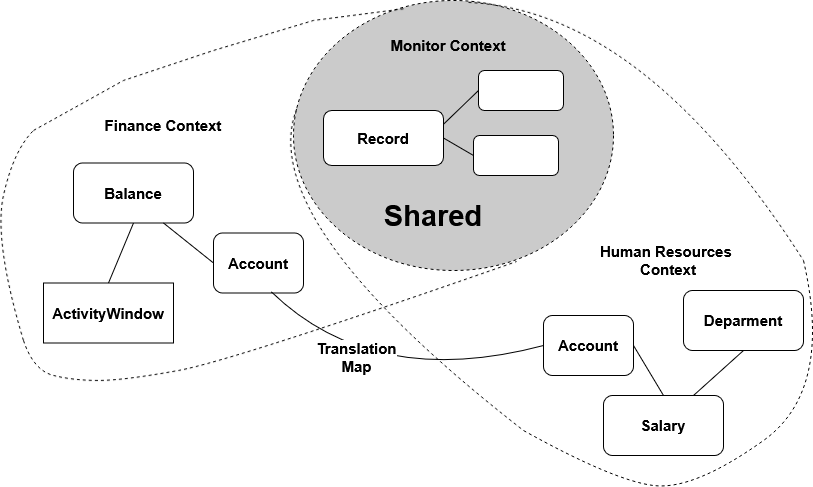 Monitor Context
Finance Context
Record
Balance
Shared
Account
Human Resources
Context
ActivityWindow
Deparment
Translation
Map
Account
Salary